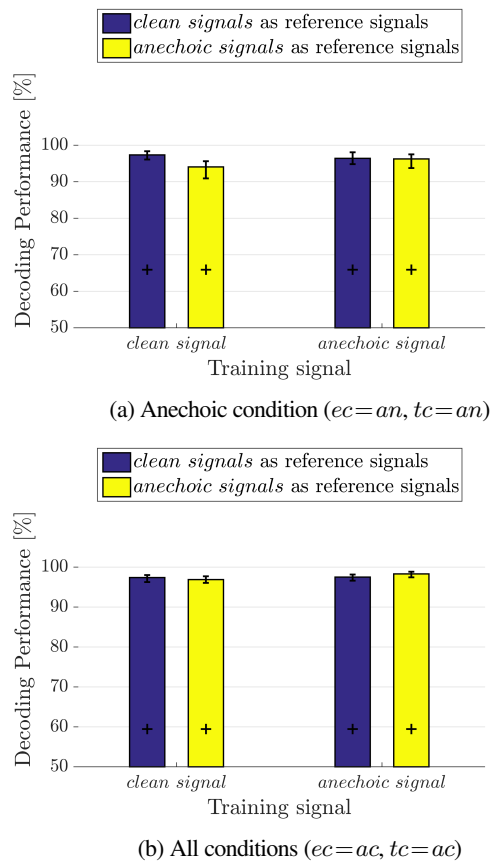 clean signals as reference signals
anechoic signals as reference signals
Decoding Performance [%]
100
90
80
70
60
50
clean signal
anechoic signal
Training signal
(a) Anechoic condition (ec=an, tc=an)
clean signals as reference signals
anechoic signals as reference signals
Decoding Performance [%]
100
90
80
70
60
50
clean signal
anechoic signal
Training signal
(b) All conditions (ec=ac, tc=ac)